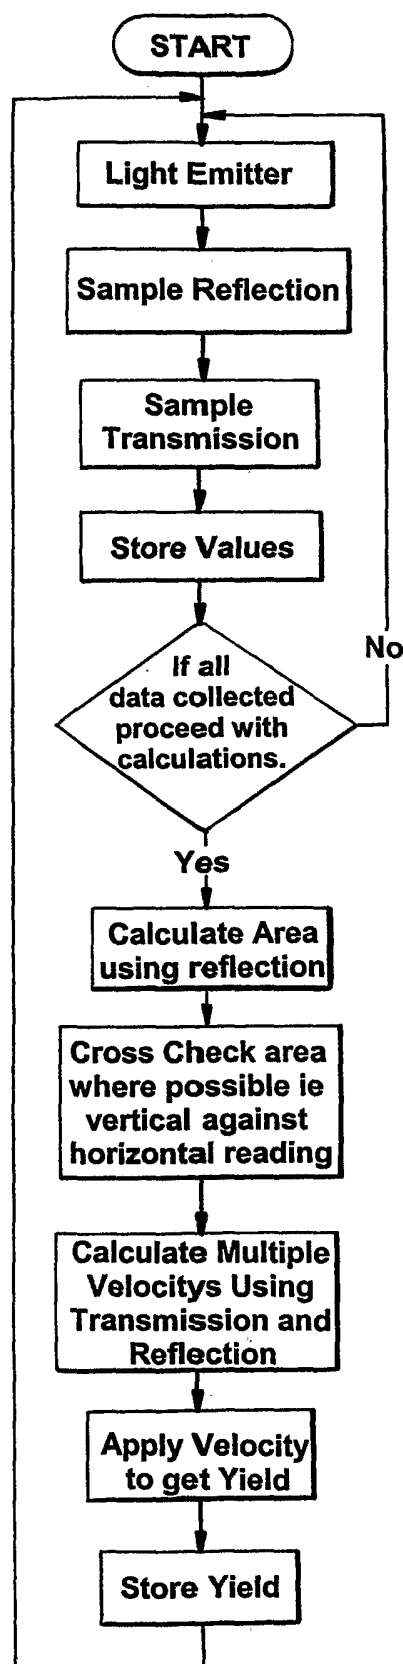 START
Light Emitter
Sample Reflection
Sample
Transmission
Store Values
If all
data collected
proceed with
calculations.
No
Yes
Calculate Area
using reflection
Cross Check area
where possible ie
vertical against
horizontal reading
Calculate Multiple
Velocitys Using
Transmission and
Reflection
Apply Velocity
to get Yield
Store Yield